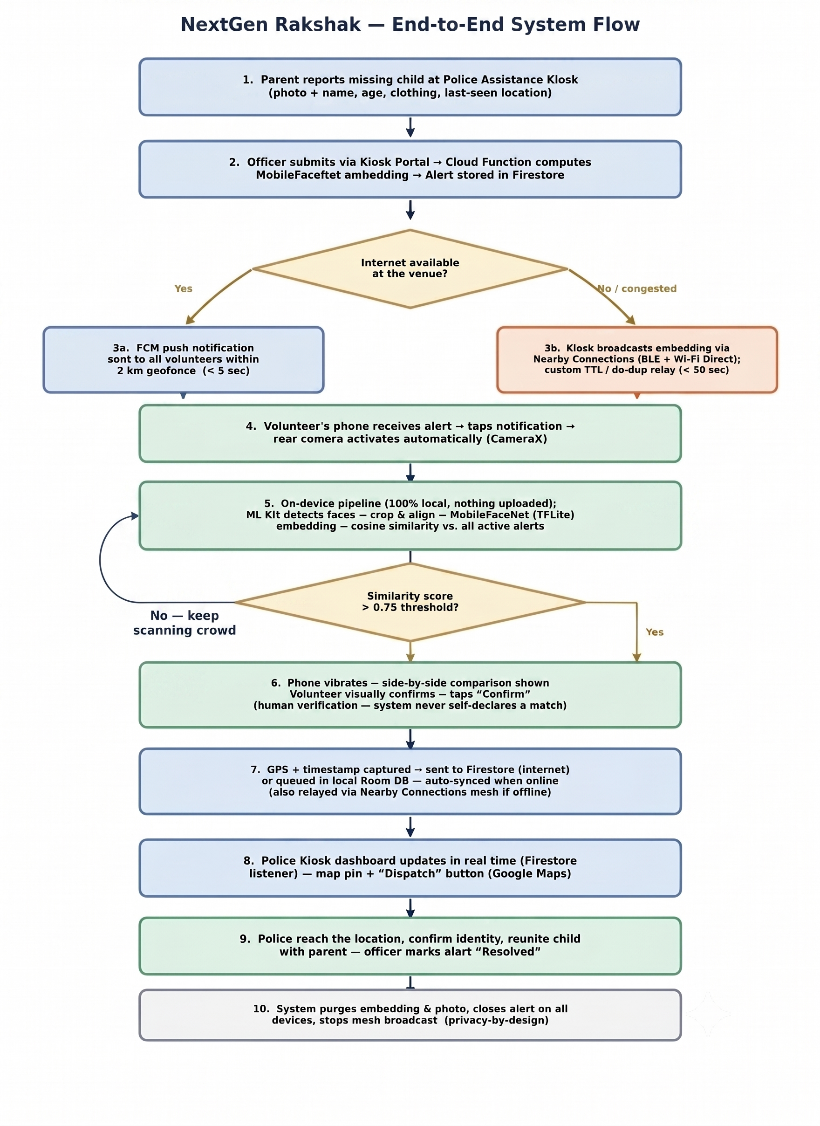 NextGen Rakshak — End-to-End System Flow
1. Parent reports missing child at Police Assistance Klosk
(photo + name, age, clothing, last-seen location)
2. Officer submits via Kiosk Portal → Cloud Function computes
MobileFaceftet ambedding → Alert stored in Firestore
Internet available
at the venue?
Yes
No / congested
3a. FCM push notification
sont to all volunteers within
2 km geofonce (< 5 sec)
3b. Klosk broadcasts embedding via
Nearby Connections (BLE + Wi-Fi Direct);
custom TTL / do-dup relay (< 50 sec)
4. Volunteer's phone receives alert → taps notification →
rear comera activates automatically (CameraX)
5. On-device pipeline (100% local, nothing uploaded);
ML KIt detects faces — crop & align — MobileFaceNet (TFLite)
embedding — cosine similarity vs. all active alerts
Similarity score
> 0.75 threshold?
No — keep
scanning crowd
Yes
6. Phone vibrates — side-by-side comparison shown
Volunteer visually confirms — taps “Confirm”
(human verification — system never self-declares a match)
7. GPS + timestamp captured → sent to Firestore (internet)
or queued in local Room DB — auto-synced when online
(also relayed via Nearby Connections mesh if offline)
8. Police Kiosk dashboard updates in real time (Firestore
listener) — map pin + “Dispatch” button (Google Maps)
9. Police reach the location, confirm identity, reunite child
with parent — officer marks alart “Resolved”
10. System purges embedding & photo, closes alert on all
devices, stops mesh broadcast (privacy-by-design)